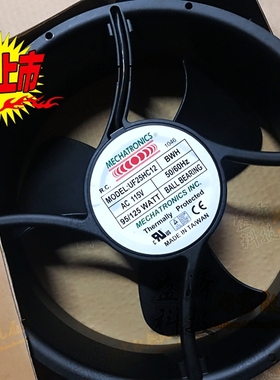 上市
MECHATRONICS
1040
R.C.
MODEL:UF25HC12
BWH
AC 115V
50/60Hz
95/125 WATT
BALL BEARING
MECHATRONICS INC.
Thermally Protected
MADE IN TAIWAN